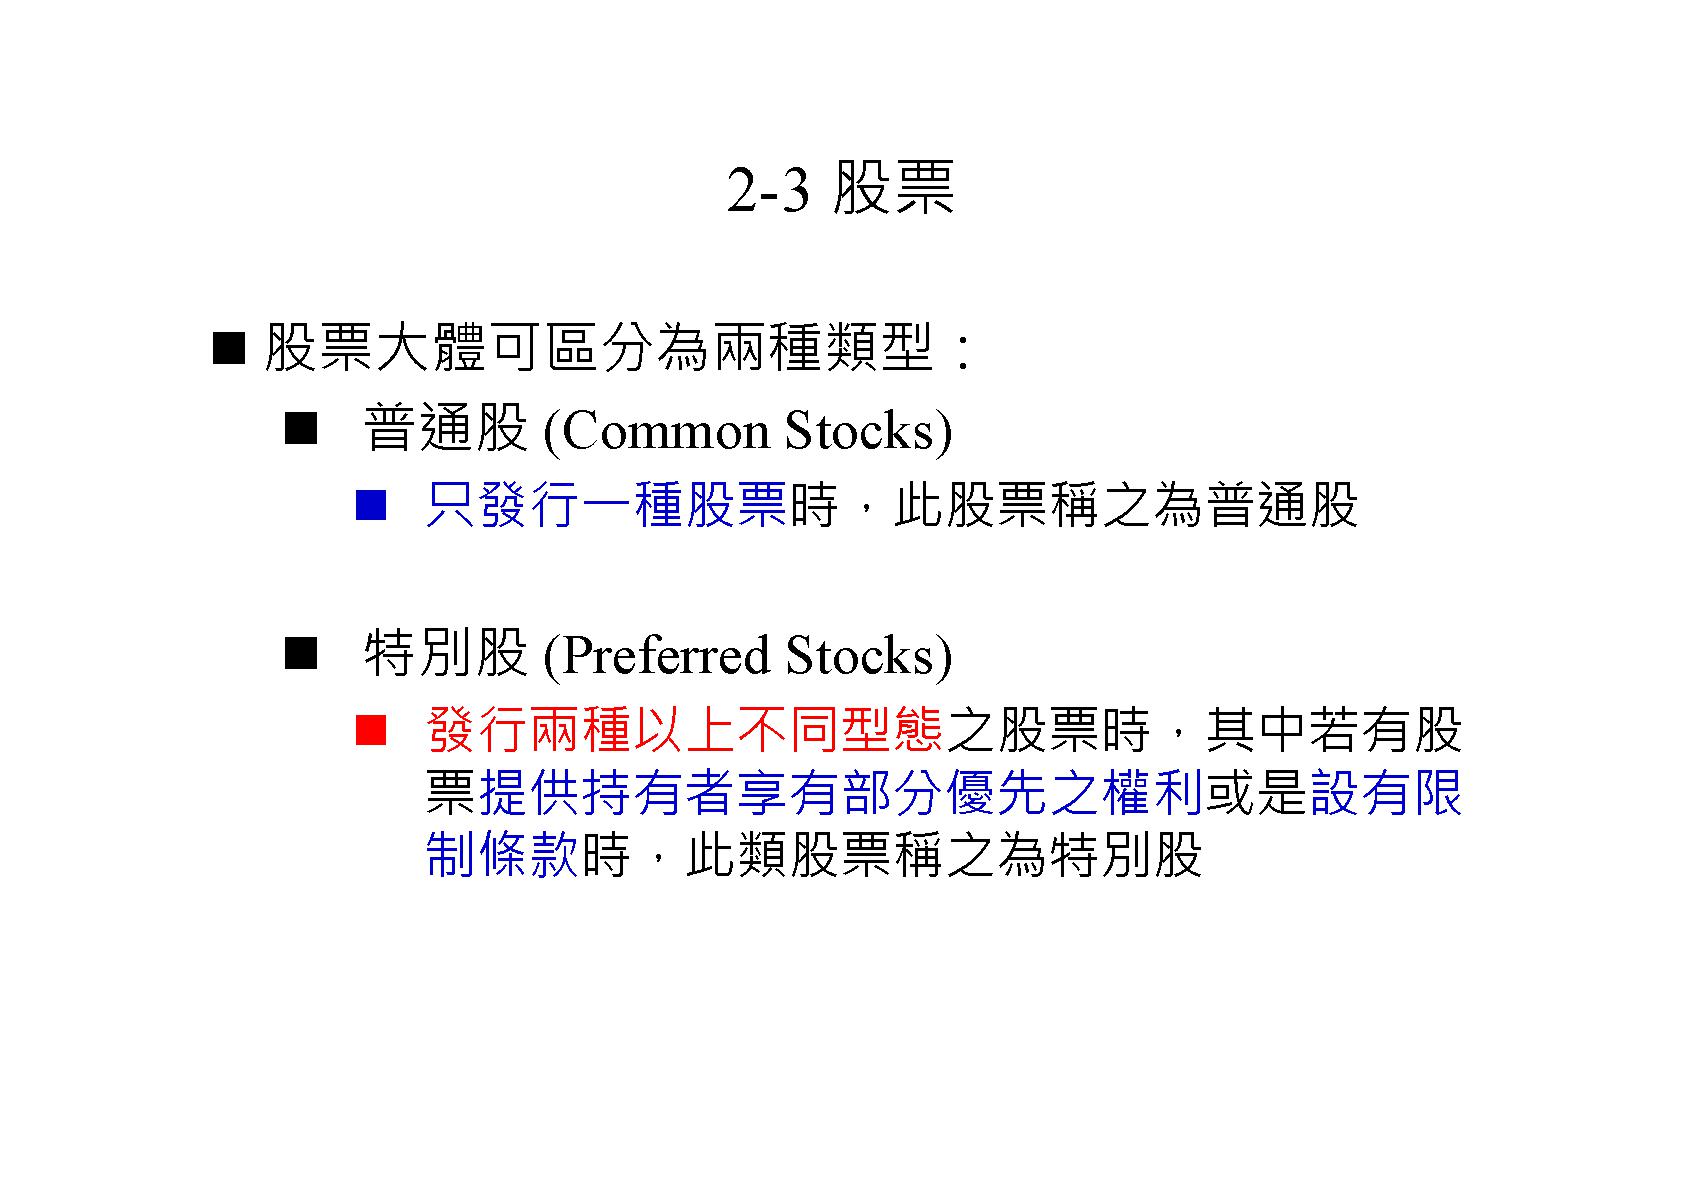 2-3 股票
股票大體可區分為兩種類型：
普通股 (Common Stocks)
只發行一種股票時，此股票稱之為普通股
特別股 (Preferred Stocks)
發行兩種以上不同型態之股票時，其中若有股
票提供持有者享有部分優先之權利或是設有限
制條款時，此類股票稱之為特別股